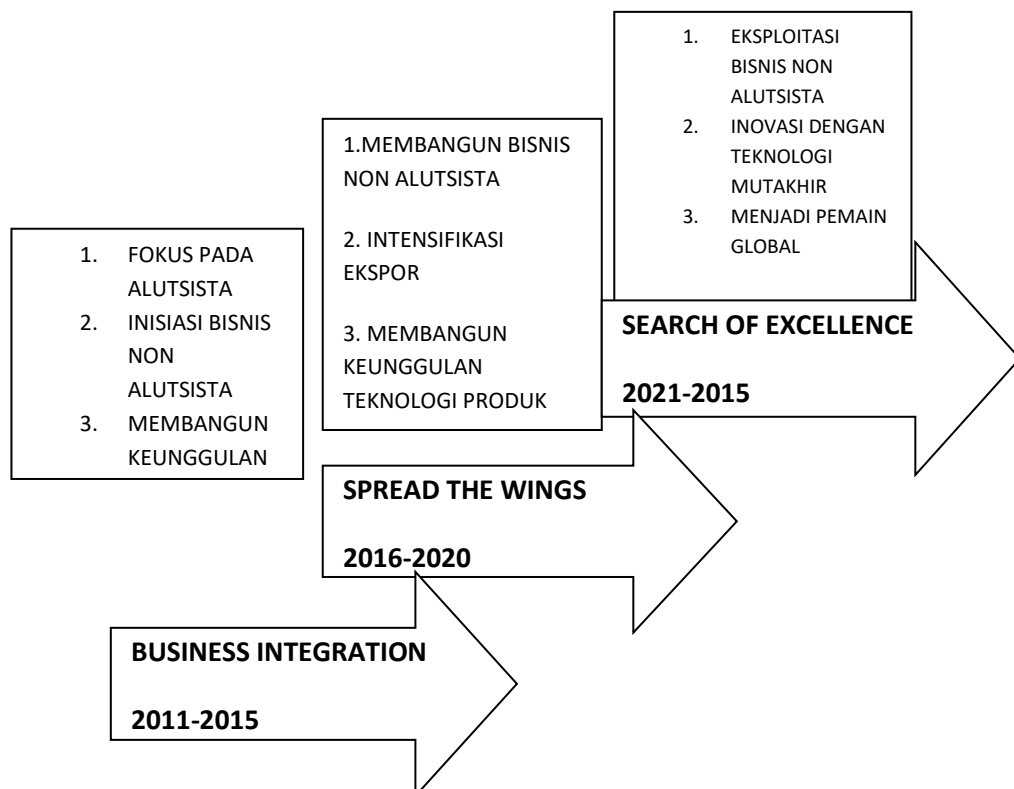 1. FOKUS PADA
ALUTSISTA
2. INISIASI BISNIS
NON
ALUTSISTA
3. MEMBANGUN
KEUNGGULAN
BUSINESS INTEGRATION
2011-2015
1.MEMBANGUN BISNIS
NON ALUTSISTA
2. INTENSIFIKASI
EKSPOR
3. MEMBANGUN
KEUNGGULAN
TEKNOLOGI PRODUK
SPREAD THE WINGS
2016-2020
1. EKSPLOITASI
BISNIS NON
ALUTSISTA
2. INOVASI DENGAN
TEKNOLOGI
MUTAKHIR
3. MENJADI PEMAIN
GLOBAL
SEARCH OF EXCELLENCE
2021-2015